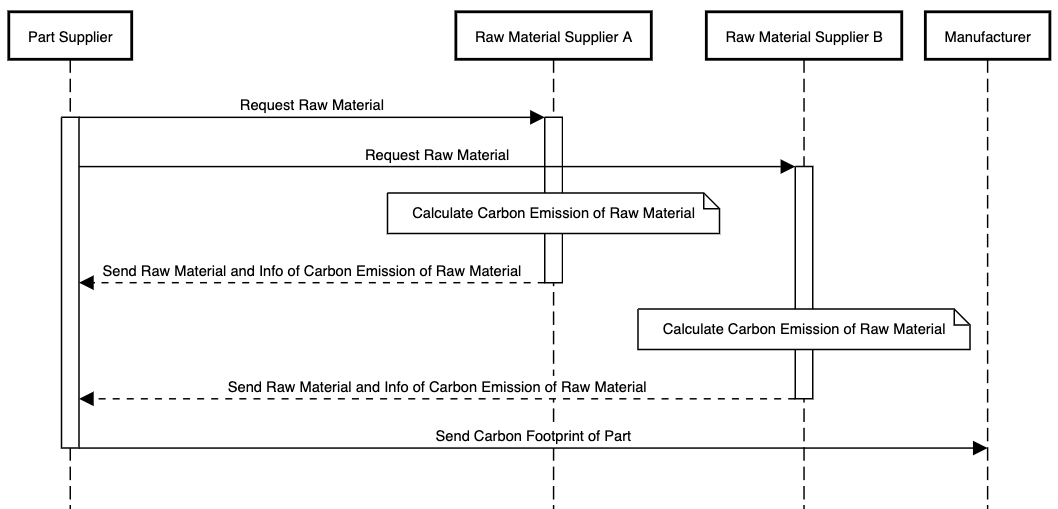 Part Supplier
Raw Material Supplier A
Raw Material Supplier B
Manufacturer
Request Raw Material
Request Raw Material
Calculate Carbon Emission of Raw Material
Send Raw Material and Info of Carbon Emission of Raw Material
Calculate Carbon Emission of Raw Material
Send Raw Material and Info of Carbon Emission of Raw Material
Send Carbon Footprint of Part